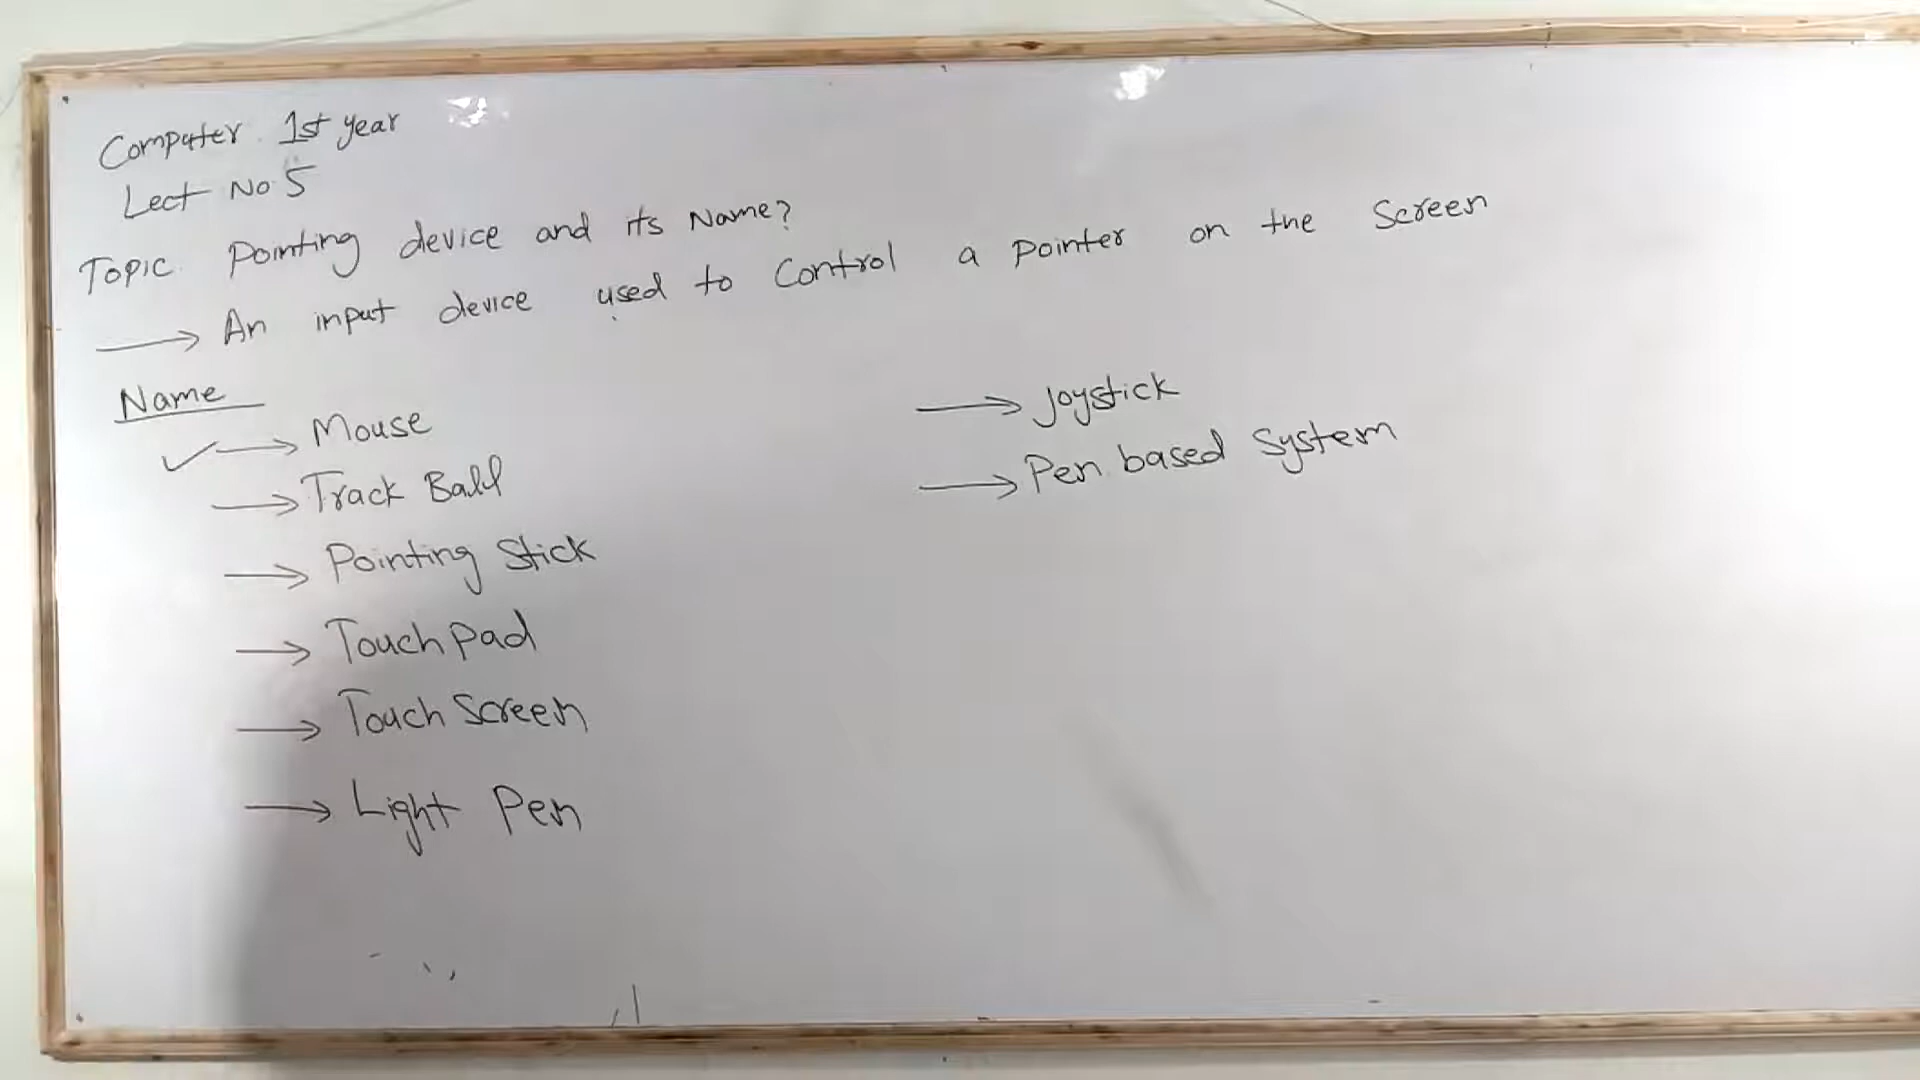 Computer 1st year
Lect No 5
Topic Pointing device and its Name?
→ An input device used to Control a pointer on the Screen
Name
✓→ Mouse
→ Track Ball
→ Pointing Stick
→ Touch pad
→ Touch Screen
→ Light Pen
→ Joystick
→ Pen based System